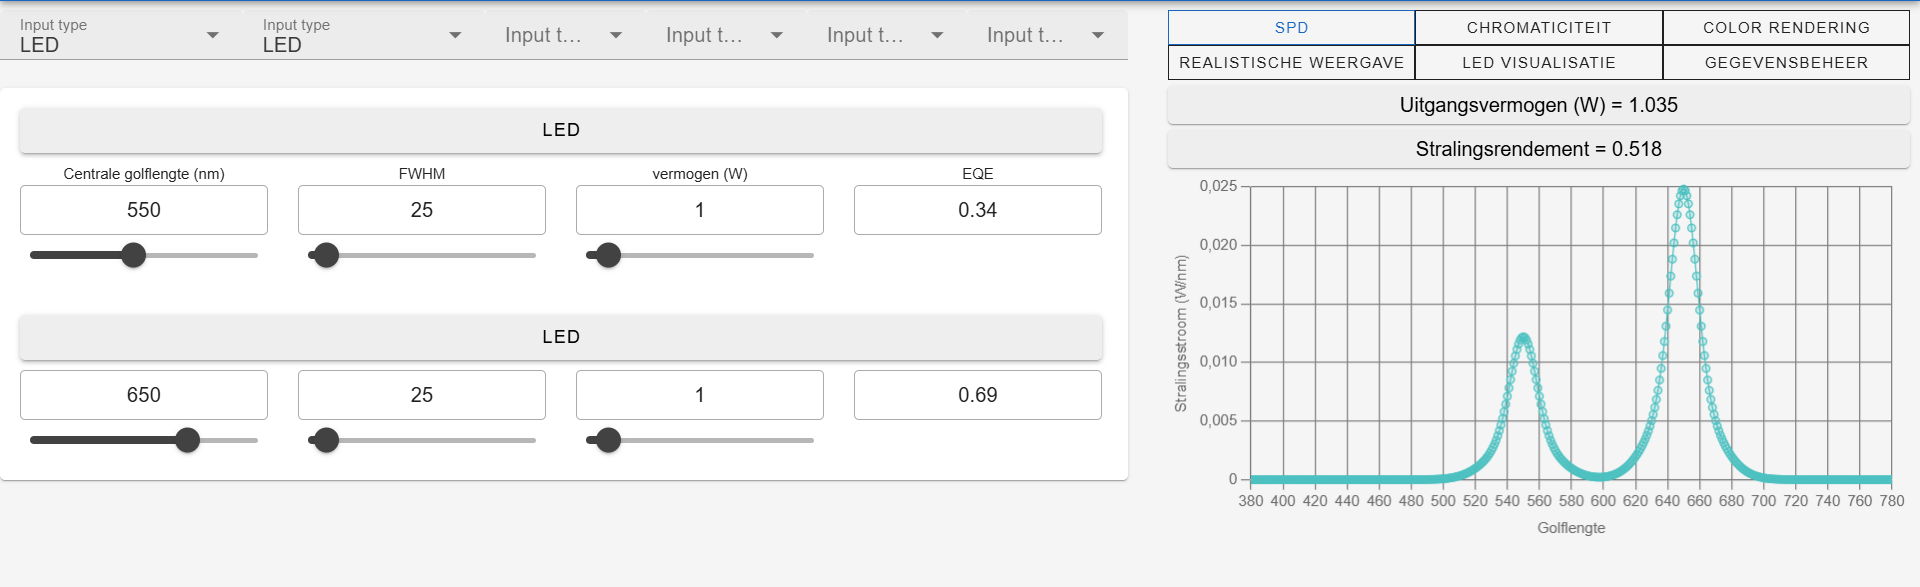 Input type
LED
Input type
LED
Input t...
Input t...
Input t...
Input t...
LED
Centrale golflengte (nm)
FWHM
vermogen (W)
EQE
550
25
1
0.34
LED
650
25
1
0.69
SPD
CHROMATICITEIT
COLOR RENDERING
REALISTISCHE WEERGAVE
LED VISUALISATIE
GEGEVENSBEHEER
Uitgangsvermogen (W) = 1.035
Stralingsrendement = 0.518
Stralingsstroom (W/nm)
0,025
0,020
0,015
0,010
0,005
0
380 400 420 440 460 480 500 520 540 560 580 600 620 640 660 680 700 720 740 760 780
Golflengte